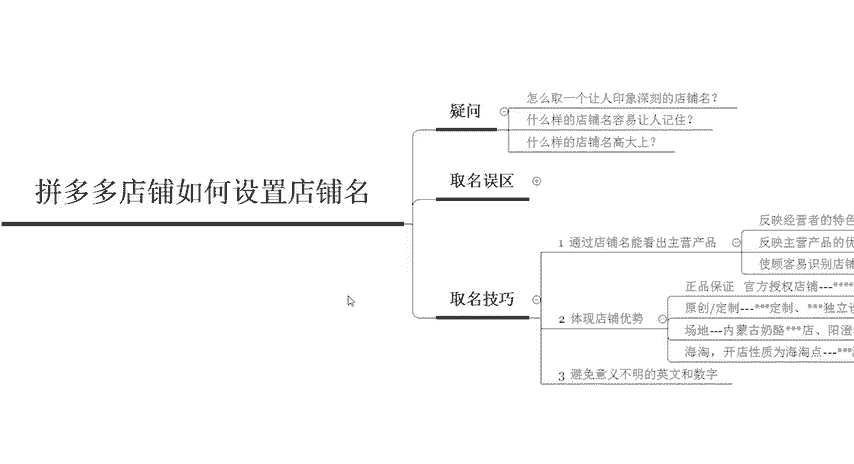 拼多多店铺如何设置店铺名
疑问
怎么取一个让人印象深刻的店铺名？
什么样的店铺名容易让人记住？
什么样的店铺名高大上？
取名误区
取名技巧
1 通过店铺名能看出主营产品
反映经营者的特色
反映主营产品的优
使顾客易识别店铺
2 体现店铺优势
正品保证 官方授权店铺---****
原创/定制---***定制、***独立设
场地---内蒙古奶酪***店、阳澄
海淘，开店性质为海淘点---**
3 避免意义不明的英文和数字